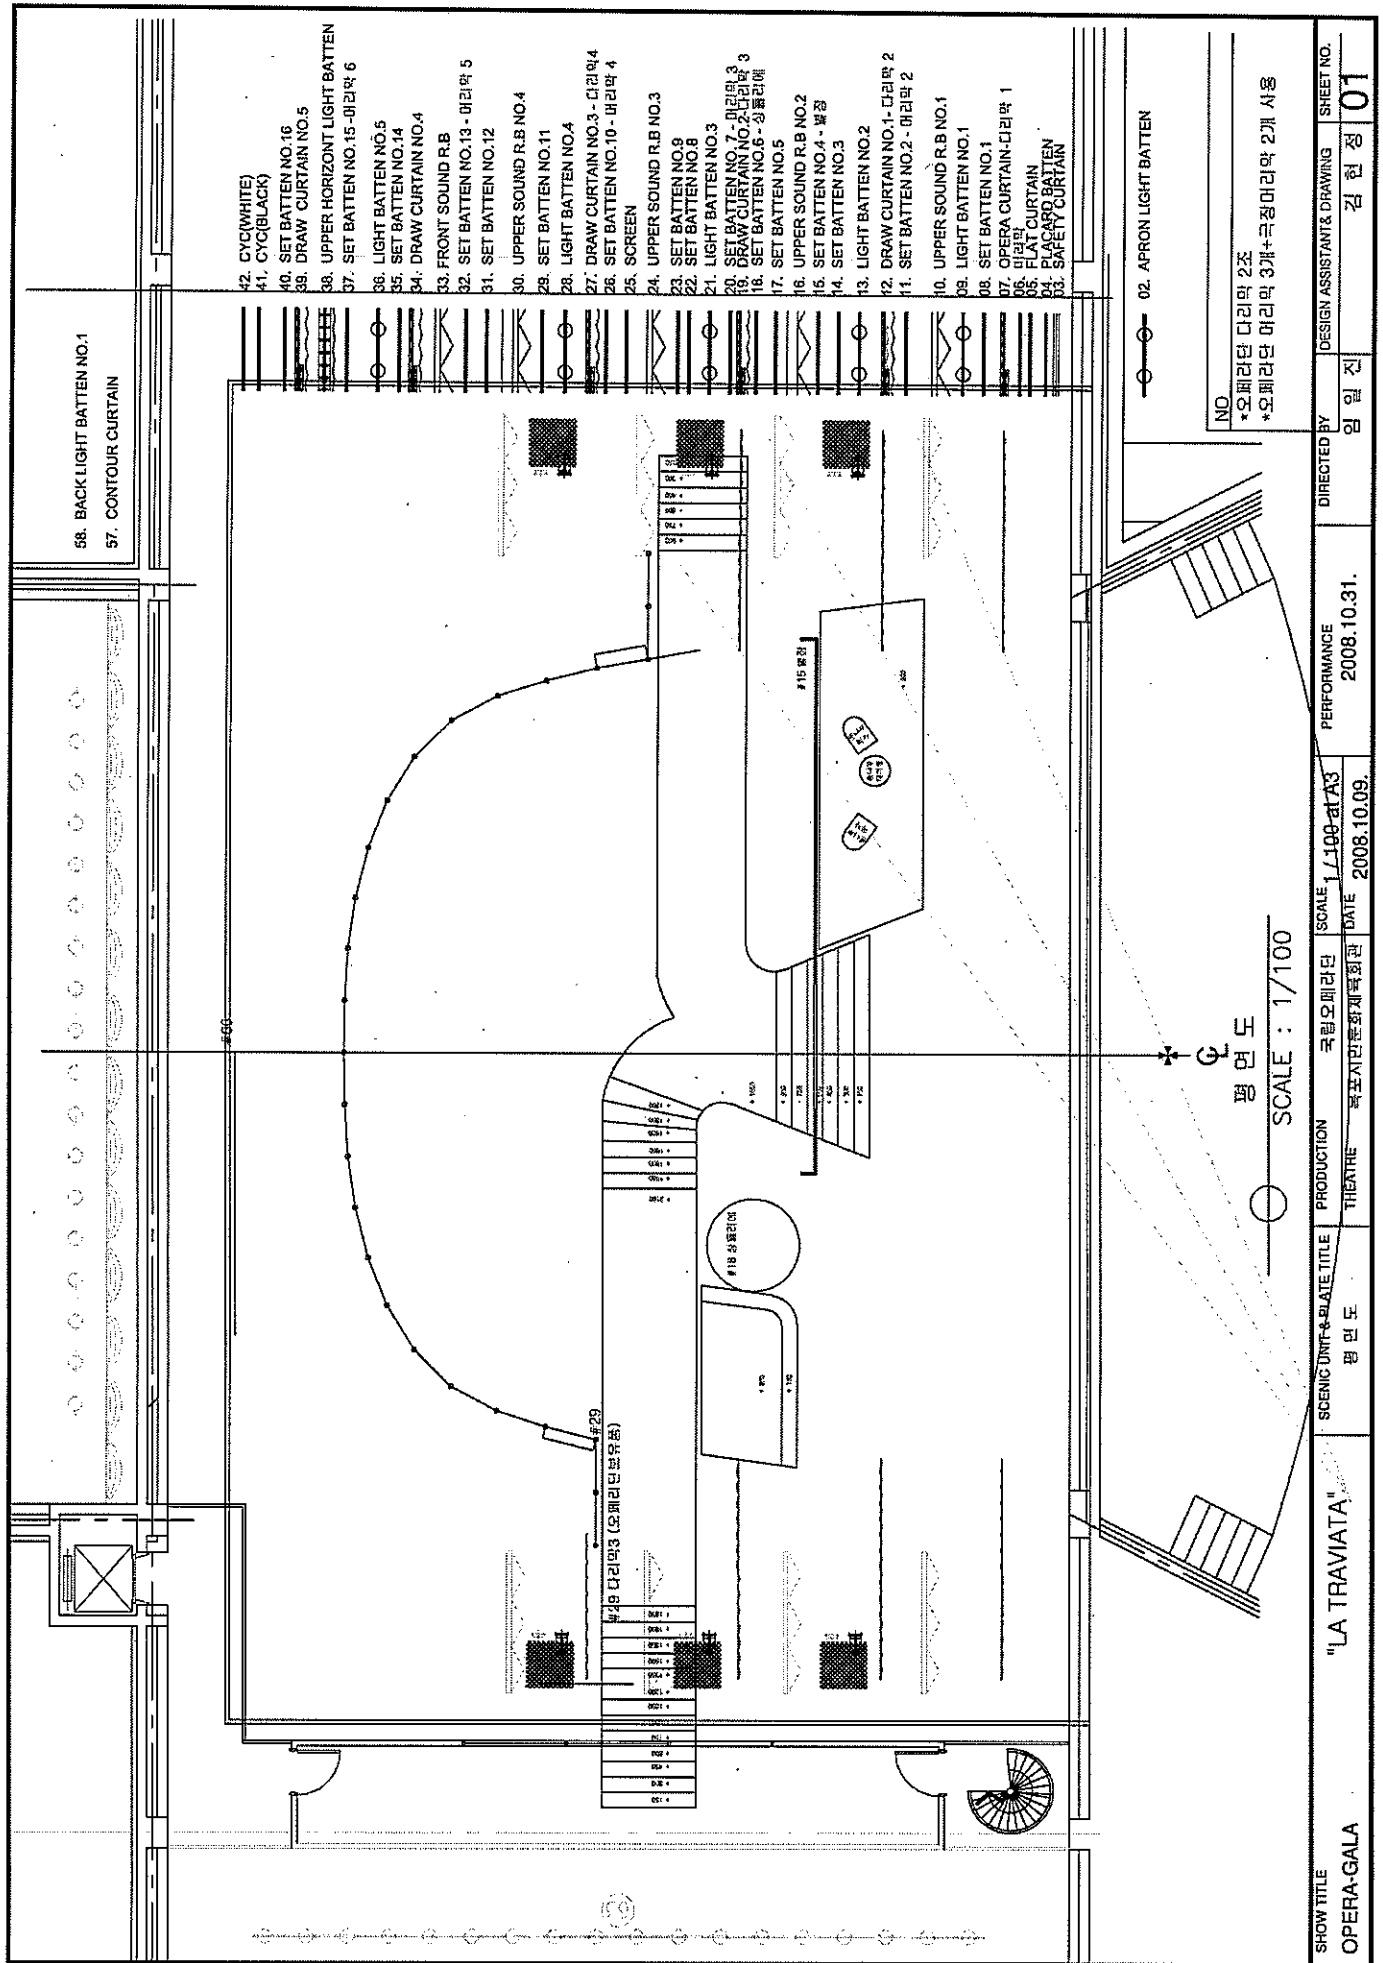 58. BACK LIGHT BATTEN NO.1
57. CONTOUR CURTAIN
42. CYC(WHITE)
41. CYC(BLACK)
40. SET BATTEN NO.16
39. DRAW CURTAIN NO.5
38. UPPER HORIZONT LIGHT BATTEN
37. SET BATTEN NO.15 -머리막 6
36. LIGHT BATTEN NO.5
35. SET BATTEN NO.14
34. DRAW CURTAIN NO.4
33. FRONT SOUND R.B
32. SET BATTEN NO.13 - 머리막 5
31. SET BATTEN NO.12
30. UPPER SOUND R.B NO.4
29. SET BATTEN NO.11
28. LIGHT BATTEN NO.4
27. DRAW CURTAIN NO.3 - 다리막4
26. SET BATTEN NO.10 - 머리막 4
25. SCREEN
24. UPPER SOUND R.B NO.3
23. SET BATTEN NO.9
22. SET BATTEN NO.8
21. LIGHT BATTEN NO.3
20. SET BATTEN NO.7 - 머리막 3
19. DRAW CURTAIN NO.2-다리막 3
18. SET BATTEN NO.6 - 샹들리에
17. SET BATTEN NO.5
16. UPPER SOUND R.B NO.2
15. SET BATTEN NO.4 - 벽장
14. SET BATTEN NO.3
13. LIGHT BATTEN NO.2
12. DRAW CURTAIN NO.1- 다리막 2
11. SET BATTEN NO.2 - 머리막 2
10. UPPER SOUND R.B NO.1
09. LIGHT BATTEN NO.1
08. SET BATTEN NO.1
07. OPERA CURTAIN-다리막 1
06. 머리막
05. FLAT CURTAIN
04. PLACARD BATTEN
03. SAFETY CURTAIN
02. APRON LIGHT BATTEN
#29
#29 다리막3 (오페라단보유품)
#18 샹들리에
NO
*오페라단 다리막 2조
*오페라단 머리막 3개+극장머리막 2개 사용
평 면 도
SCALE : 1/100
SHOW TITLE
OPERA-GALA
"LA TRAVIATA"
SCENIC UNIT & PLATE TITLE
평 면 도
PRODUCTION
국립오페라단
THEATRE
목포시민문화체육회관
SCALE
1 / 100 at A3
DATE
2008.10.09.
PERFORMANCE
2008.10.31.
DIRECTED BY
임 일 진
DESIGN ASSISTANT & DRAWING
김 현 정
SHEET NO.
01